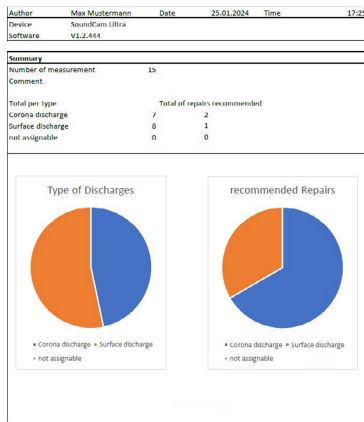 Author Max Mustermann Date 25.01.2024 Time 17:25
Device SoundCam Ultra
Software V1.2.444
Summary
Number of measurement 15
Comment
Total per type Total of repairs recommended
Corona discharge 7 2
Surface discharge 8 1
not assignable 0 0
Type of Discharges
Corona discharge Surface discharge
not assignable
recommended Repairs
Corona discharge Surface discharge
not assignable